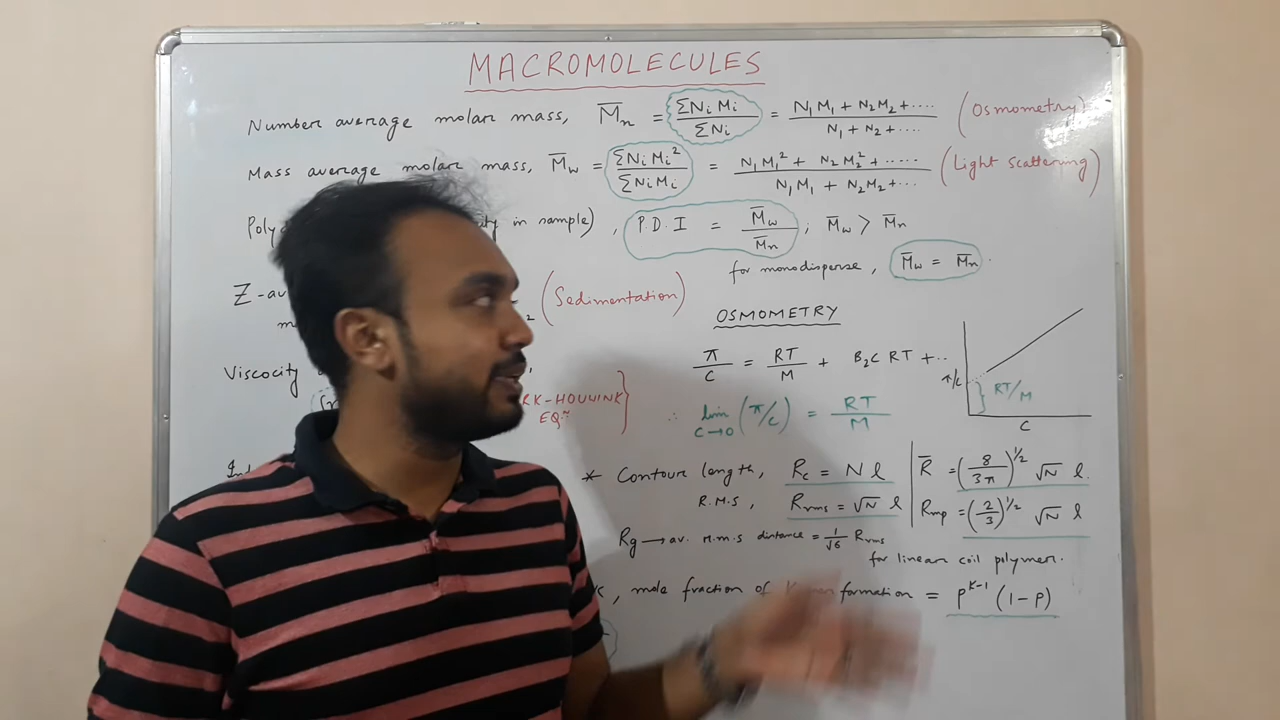 MACROMOLECULES
Number average molar mass, M̅n = ΣNiMi / ΣNi = N1M1 + N2M2 + .... / N1 + N2 + .... (Osmometry)
Mass average molar mass, M̅w = ΣNiMi² / ΣNiMi = N1M1² + N2M2² + ..... / N1M1 + N2M2 + ... (Light scattering)
in sample), P.D.I = M̅w / M̅n ; M̅w > M̅n
for monodisperse, M̅w = M̅n.
Z-av (Sedimentation)
OSMOMETRY
π/C = RT/M + B2C RT + ..
π/c
RT/M
C
Viscocity
RK-HOUWINK
EQⁿ
∴ lim C→0 (π/c) = RT/M
* Contour length, Rc = Nl
R̅ = (8/3π)^1/2 √N l
R.M.S, Rrms = √N l
Rmp = (2/3)^1/2 √N l
Rg → av. r.m.s distance = 1/√6 Rrms
for linear coil polymer.
, mole fraction of formation = p^K-1 (1-p)